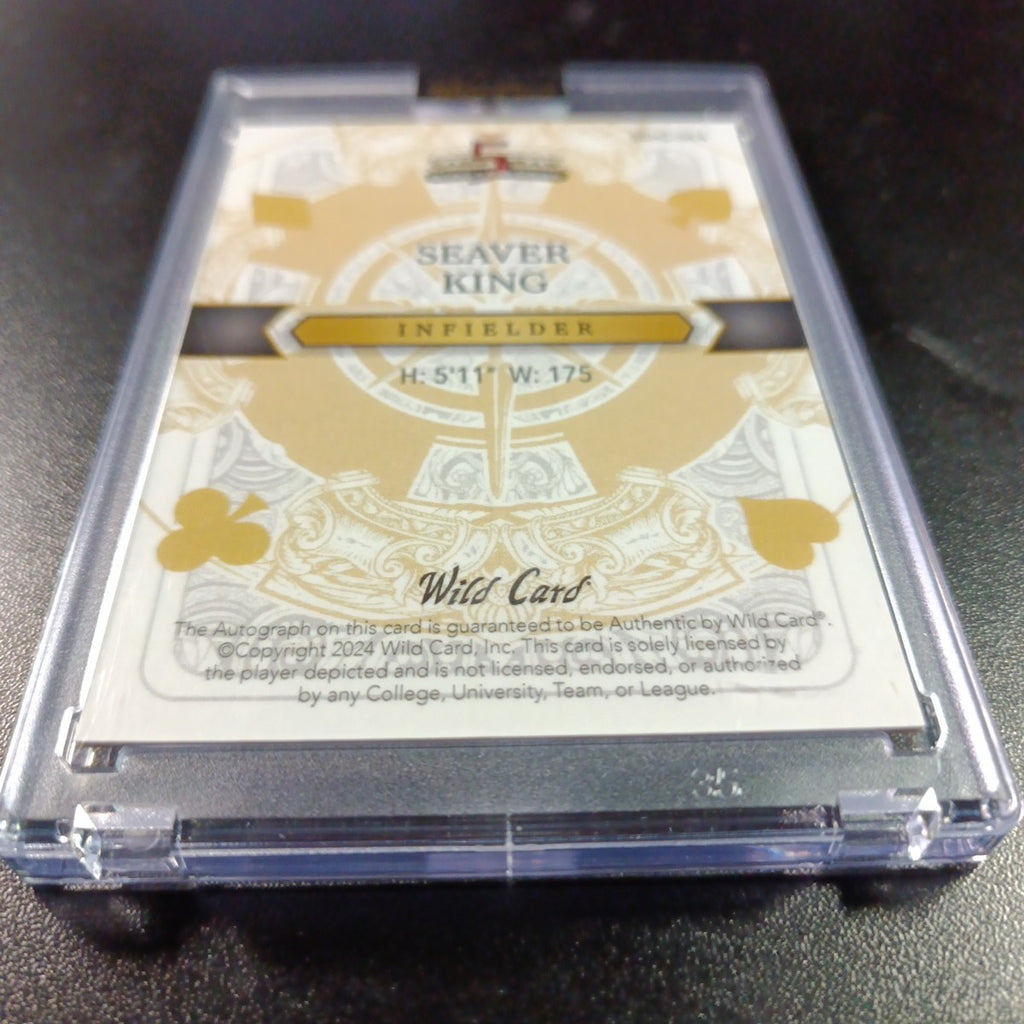 SEAVER
KING
INFIELDER
H: 5'11" W: 175
Wild Card
The Autograph on this card is guaranteed to be Authentic by Wild Card®.
©Copyright 2024 Wild Card, Inc. This card is solely licensed by
the player depicted and is not licensed, endorsed, or authorized
by any College, University, Team, or League.